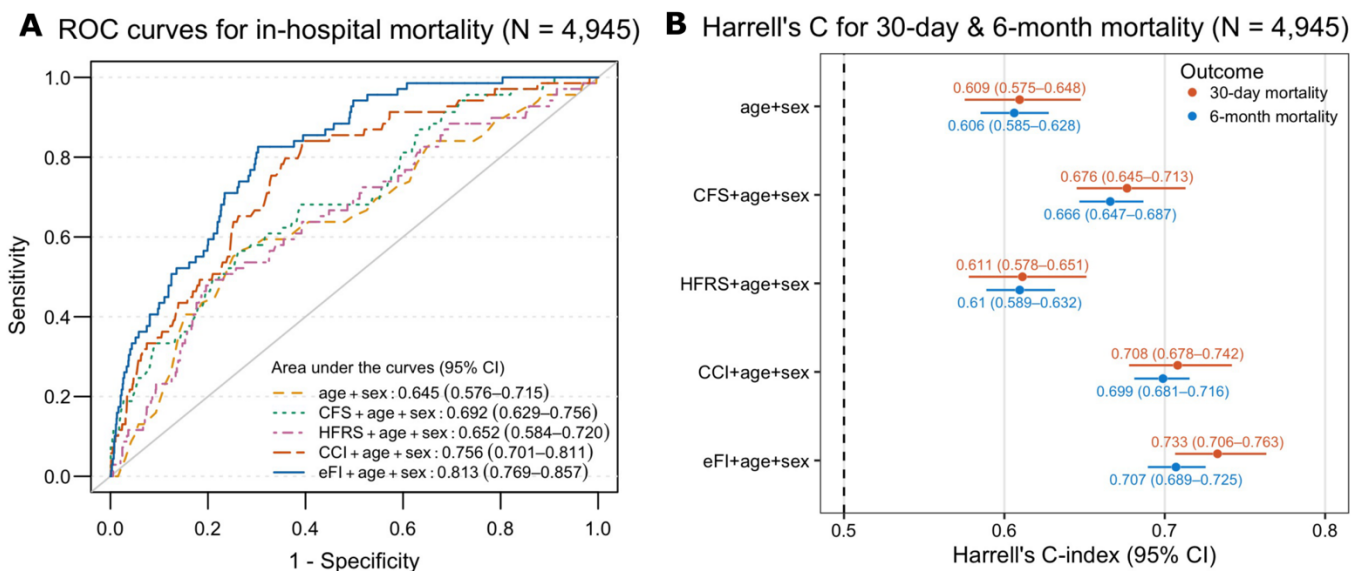 A ROC curves for in-hospital mortality (N = 4,945)
Sensitivity
1.0
0.8
0.6
0.4
0.2
0.0
Area under the curves (95% CI)
age + sex : 0.645 (0.576–0.715)
CFS + age + sex : 0.692 (0.629–0.756)
HFRS + age + sex : 0.652 (0.584–0.720)
CCI + age + sex : 0.756 (0.701–0.811)
eFI + age + sex : 0.813 (0.769–0.857)
0.0 0.2 0.4 0.6 0.8 1.0
1 - Specificity
B Harrell's C for 30-day & 6-month mortality (N = 4,945)
Outcome
30-day mortality
6-month mortality
age+sex
0.609 (0.575–0.648)
0.606 (0.585–0.628)
CFS+age+sex
0.676 (0.645–0.713)
0.666 (0.647–0.687)
HFRS+age+sex
0.611 (0.578–0.651)
0.61 (0.589–0.632)
CCI+age+sex
0.708 (0.678–0.742)
0.699 (0.681–0.716)
eFI+age+sex
0.733 (0.706–0.763)
0.707 (0.689–0.725)
0.5 0.6 0.7 0.8
Harrell's C-index (95% CI)